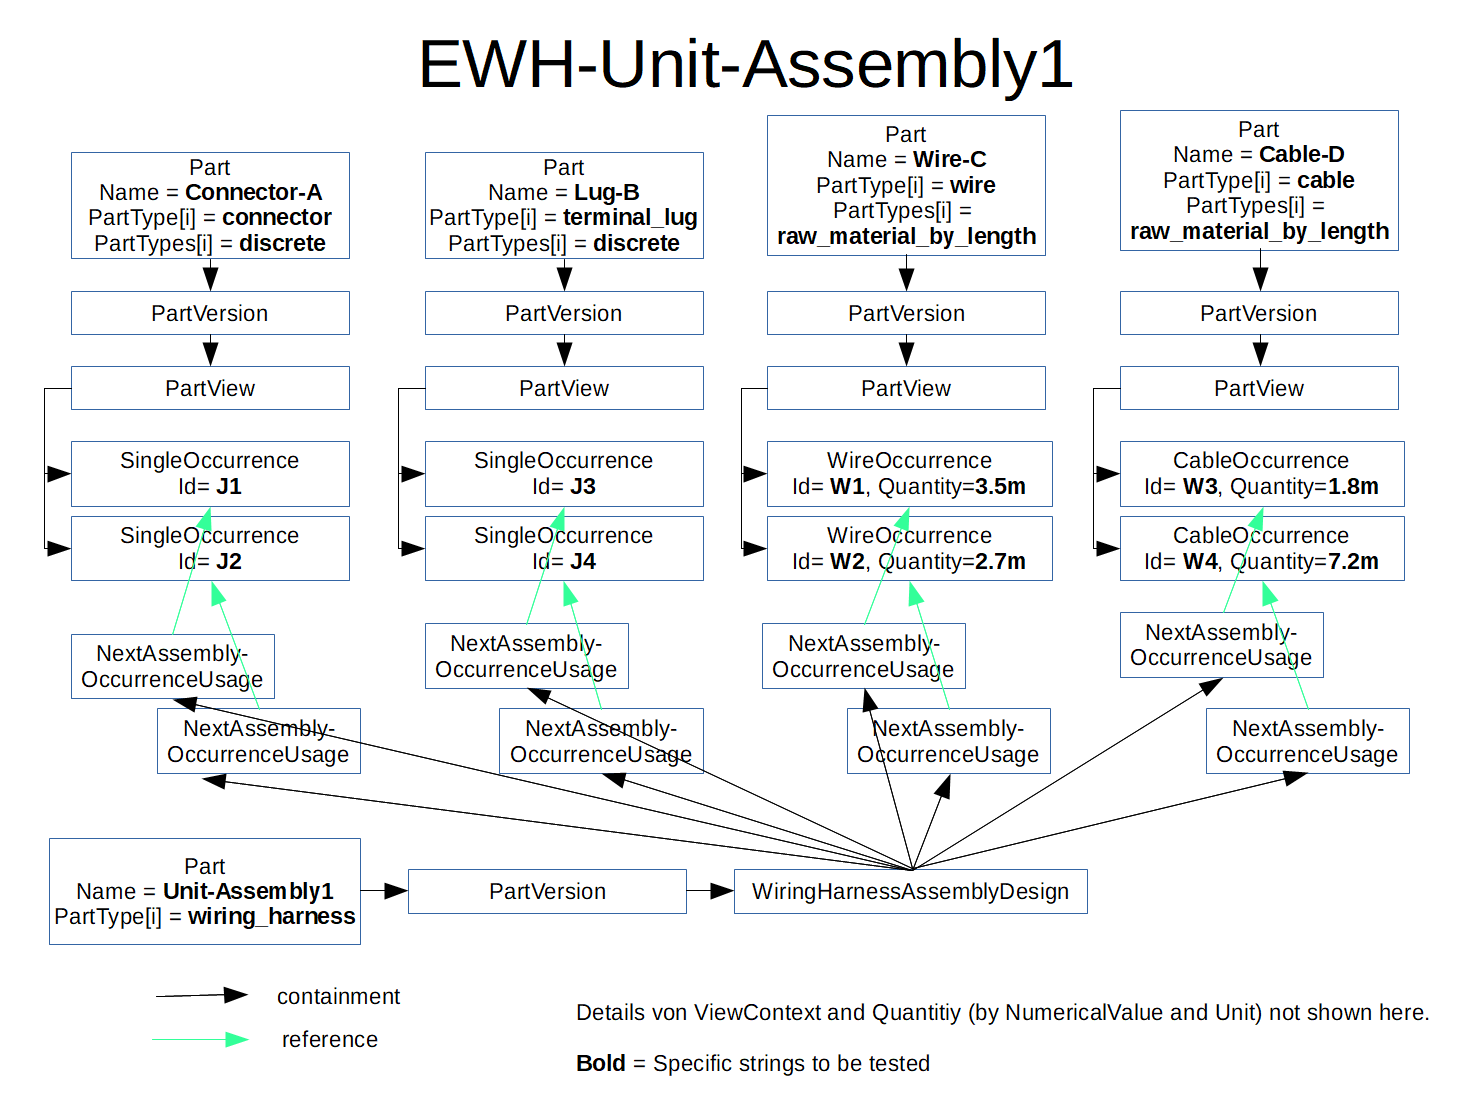 EWH-Unit-Assembly1
Part
Name = Connector-A
PartType[i] = connector
PartTypes[i] = discrete
Part
Name = Lug-B
PartType[i] = terminal_lug
PartTypes[i] = discrete
Part
Name = Wire-C
PartType[i] = wire
PartTypes[i] =
raw_material_by_length
Part
Name = Cable-D
PartType[i] = cable
PartTypes[i] =
raw_material_by_length
PartVersion
PartVersion
PartVersion
PartVersion
PartView
PartView
PartView
PartView
SingleOccurrence
Id= J1
SingleOccurrence
Id= J3
WireOccurrence
Id= W1, Quantity=3.5m
CableOccurrence
Id= W3, Quantity=1.8m
SingleOccurrence
Id= J2
SingleOccurrence
Id= J4
WireOccurrence
Id= W2, Quantity=2.7m
CableOccurrence
Id= W4, Quantity=7.2m
NextAssembly-
OccurrenceUsage
NextAssembly-
OccurrenceUsage
NextAssembly-
OccurrenceUsage
NextAssembly-
OccurrenceUsage
NextAssembly-
OccurrenceUsage
NextAssembly-
OccurrenceUsage
NextAssembly-
OccurrenceUsage
NextAssembly-
OccurrenceUsage
Part
Name = Unit-Assembly1
PartType[i] = wiring_harness
PartVersion
WiringHarnessAssemblyDesign
containment
reference
Details von ViewContext and Quantitiy (by NumericalValue and Unit) not shown here.
Bold = Specific strings to be tested